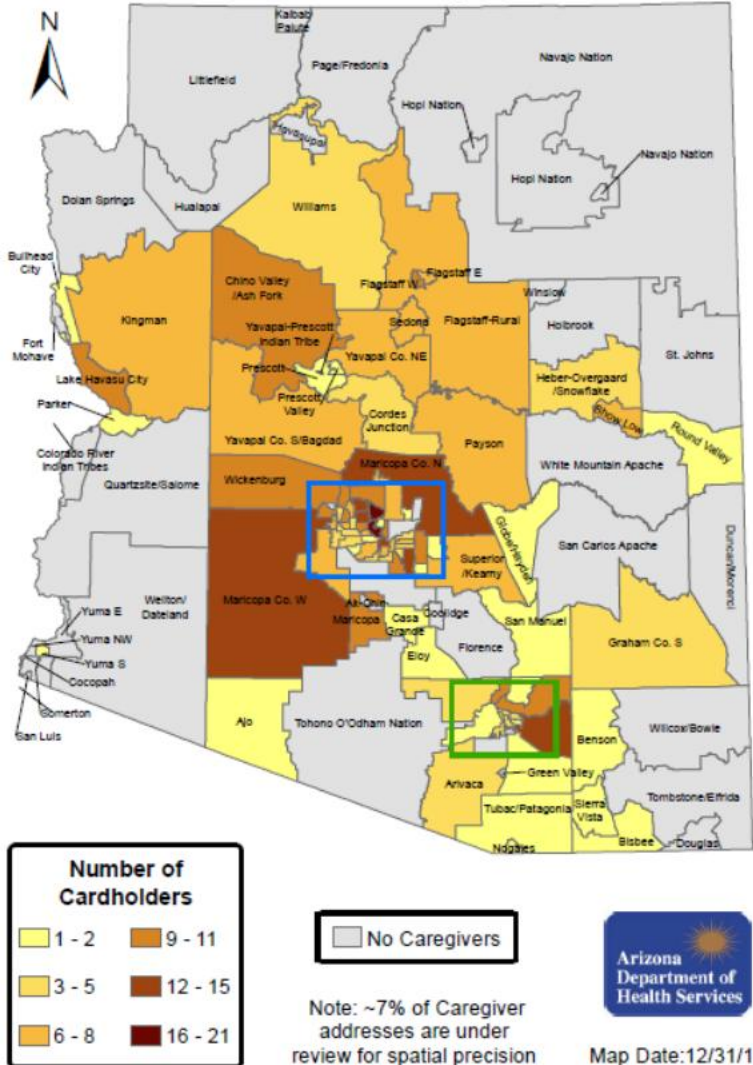 N
Kaibab
Paiute
Page/Fredonia
Navajo Nation
Littlefield
Hopi Nation
Havasupai
Navajo Nation
Hopi Nation
Dolan Springs
Hualapai
Williams
Bullhead
City
Chino Valley
/Ash Fork
Flagstaff W
Flagstaff E
Winslow
Kingman
Yavapai-Prescott
Indian Tribe
Sedona
Flagstaff-Rural
Holbrook
Fort
Mohave
Yavapai Co. NE
St. Johns
Lake Havasu City
Prescott
Heber-Overgaard
/Snowflake
Parker
Prescott
Valley
Cordes
Junction
Show Low
Yavapai Co. S/Bagdad
Payson
Round Valley
Colorado River
Indian Tribes
Maricopa Co. N
White Mountain Apache
Quartzsite/Salome
Wickenburg
Globe/Hayden
San Carlos Apache
Duncan/Morenci
Superior
/Kearny
Wellton/
Dateland
Maricopa Co. W
Ak-Chin
Maricopa
Casa
Grande
Coolidge
San Manuel
Yuma E
Yuma NW
Yuma S
Cocopah
Somerton
San Luis
Florence
Eloy
Graham Co. S
Ajo
Tohono O'Odham Nation
Benson
Willcox/Bowie
Arivaca
Green Valley
Tombstone/Elfrida
Tubac/Patagonia
Sierra
Vista
Nogales
Bisbee
Douglas
Number of
Cardholders
1 - 2
9 - 11
3 - 5
12 - 15
6 - 8
16 - 21
No Caregivers
Note: ~7% of Caregiver
addresses are under
review for spatial precision
Arizona
Department of
Health Services
Map Date:12/31/1